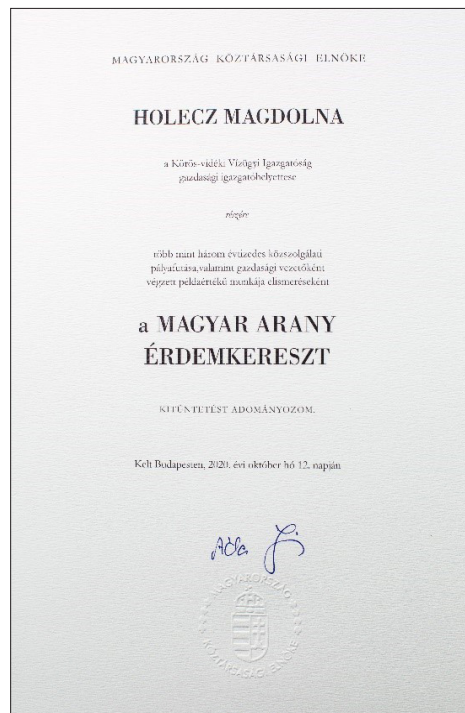 MAGYARORSZÁG KÖZTÁRSASÁGI ELNÖKE
HOLECZ MAGDOLNA
a Körös-vidéki Vízügyi Igazgatóság
gazdasági igazgatóhelyettese
részére
több mint három évtizedes közszolgálati
pályafutása, valamint gazdasági vezetőként
végzett példaértékű munkája elismeréseként
a MAGYAR ARANY
ÉRDEMKERESZT
KITÜNTETÉST ADOMÁNYOZOM.
Kelt Budapesten, 2020. évi október hó 12. napján
MAGYARORSZÁG
KÖZTÁRSASÁGI ELNÖKE